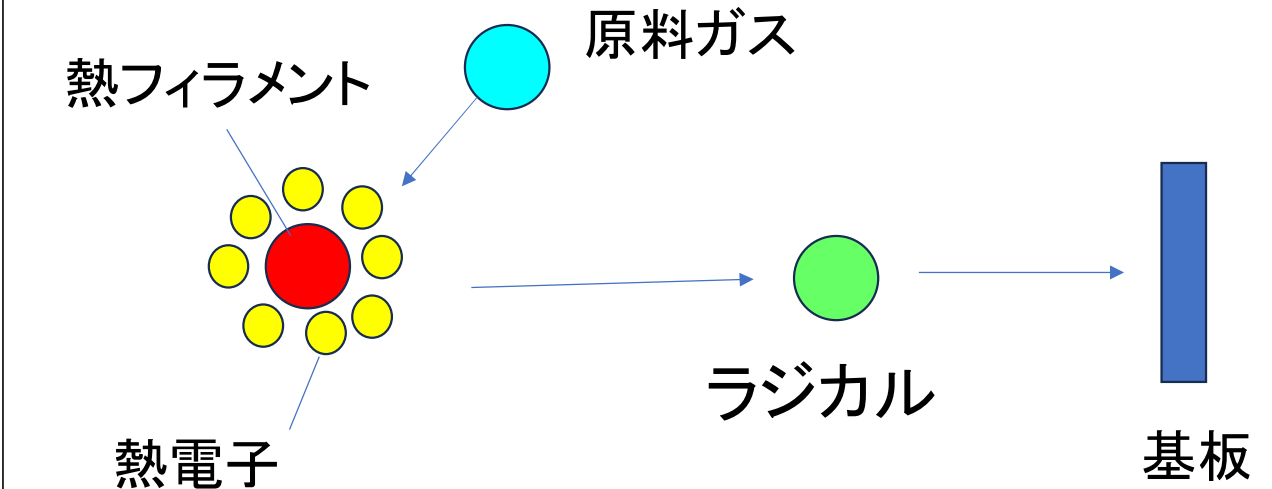 原料ガス
熱フィラメント
ラジカル
熱電子
基板